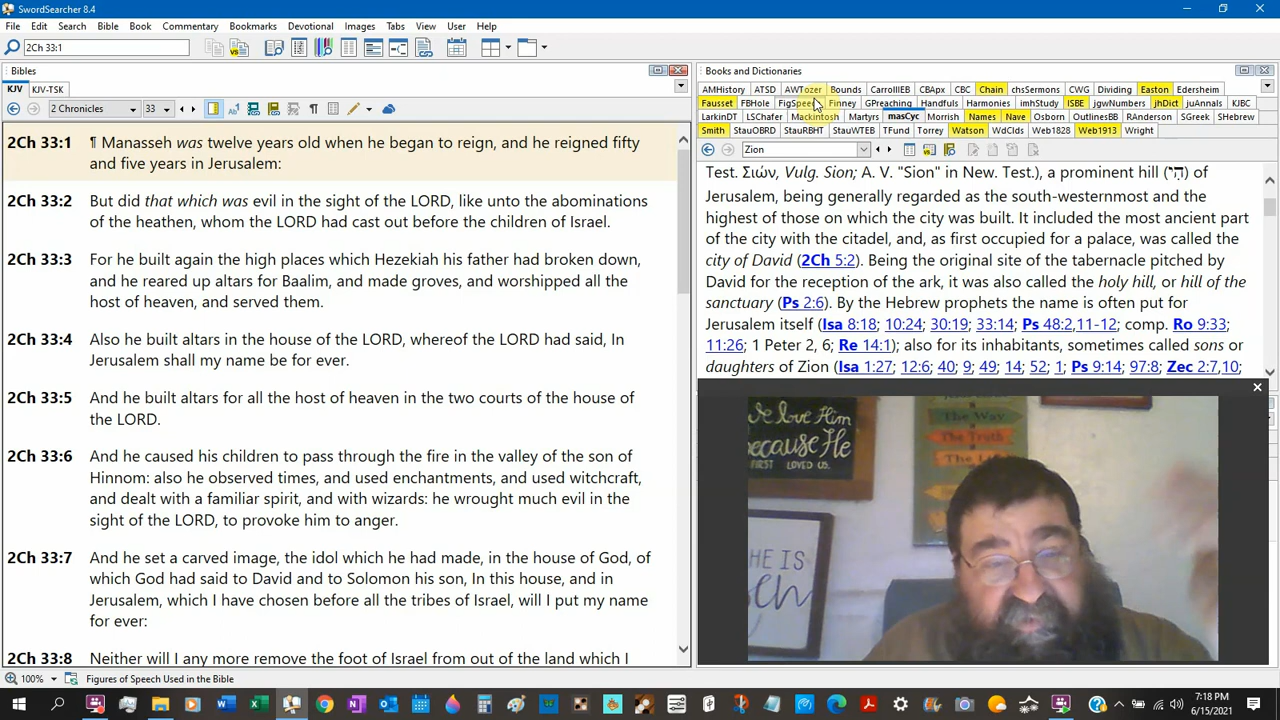 SwordSearcher 8.4
File Edit Search Bible Book Commentary Bookmarks Devotional Images Tabs View User Help
2Ch 33:1
Bibles
KJV KJV-TSK
2 Chronicles 33
2Ch 33:1 ¶ Manasseh was twelve years old when he began to reign, and he reigned fifty
and five years in Jerusalem:
2Ch 33:2 But did that which was evil in the sight of the LORD, like unto the abominations
of the heathen, whom the LORD had cast out before the children of Israel.
2Ch 33:3 For he built again the high places which Hezekiah his father had broken down,
and he reared up altars for Baalim, and made groves, and worshipped all the
host of heaven, and served them.
2Ch 33:4 Also he built altars in the house of the LORD, whereof the LORD had said, In
Jerusalem shall my name be for ever.
2Ch 33:5 And he built altars for all the host of heaven in the two courts of the house of
the LORD.
2Ch 33:6 And he caused his children to pass through the fire in the valley of the son of
Hinnom: also he observed times, and used enchantments, and used witchcraft,
and dealt with a familiar spirit, and with wizards: he wrought much evil in the
sight of the LORD, to provoke him to anger.
2Ch 33:7 And he set a carved image, the idol which he had made, in the house of God, of
which God had said to David and to Solomon his son, In this house, and in
Jerusalem, which I have chosen before all the tribes of Israel, will I put my name
for ever:
2Ch 33:8 Neither will I any more remove the foot of Israel from out of the land which I
Books and Dictionaries
AMHistory ATSD AWTozer Bounds CarrollIEB CBApx CBC Chain chsSermons CWG Dividing Easton Edersheim
Fausset FBHole FigSpeech Finney GPreaching Handfuls Harmonies imhStudy ISBE jgwNumbers jhDict juAnnals KJBC
LarkinDT LSChafer Mackintosh Martyrs masCyc Morrish Names Nave Osborn OutlinesBB RAnderson SGreek SHebrew
Smith StauOBRD StauRBHT StauWTEB TFund Torrey Watson WdClids Web1828 Web1913 Wright
Zion
Test. Σιών, Vulg. Sion; A. V. "Sion" in New. Test.), a prominent hill (הַי) of
Jerusalem, being generally regarded as the south-westernmost and the
highest of those on which the city was built. It included the most ancient part
of the city with the citadel, and, as first occupied for a palace, was called the
city of David (2Ch 5:2). Being the original site of the tabernacle pitched by
David for the reception of the ark, it was also called the holy hill, or hill of the
sanctuary (Ps 2:6). By the Hebrew prophets the name is often put for
Jerusalem itself (Isa 8:18; 10:24; 30:19; 33:14; Ps 48:2,11-12; comp. Ro 9:33;
11:26; 1 Peter 2, 6; Re 14:1); also for its inhabitants, sometimes called sons or
daughters of Zion (Isa 1:27; 12:6; 40; 9; 49; 14; 52; 1; Ps 9:14; 97:8; Zec 2:7,10;
We love Him
because He
FIRST LOVED US.
The Way
The Truth
HE IS
100% Figures of Speech Used in the Bible
7:18 PM
6/15/2021